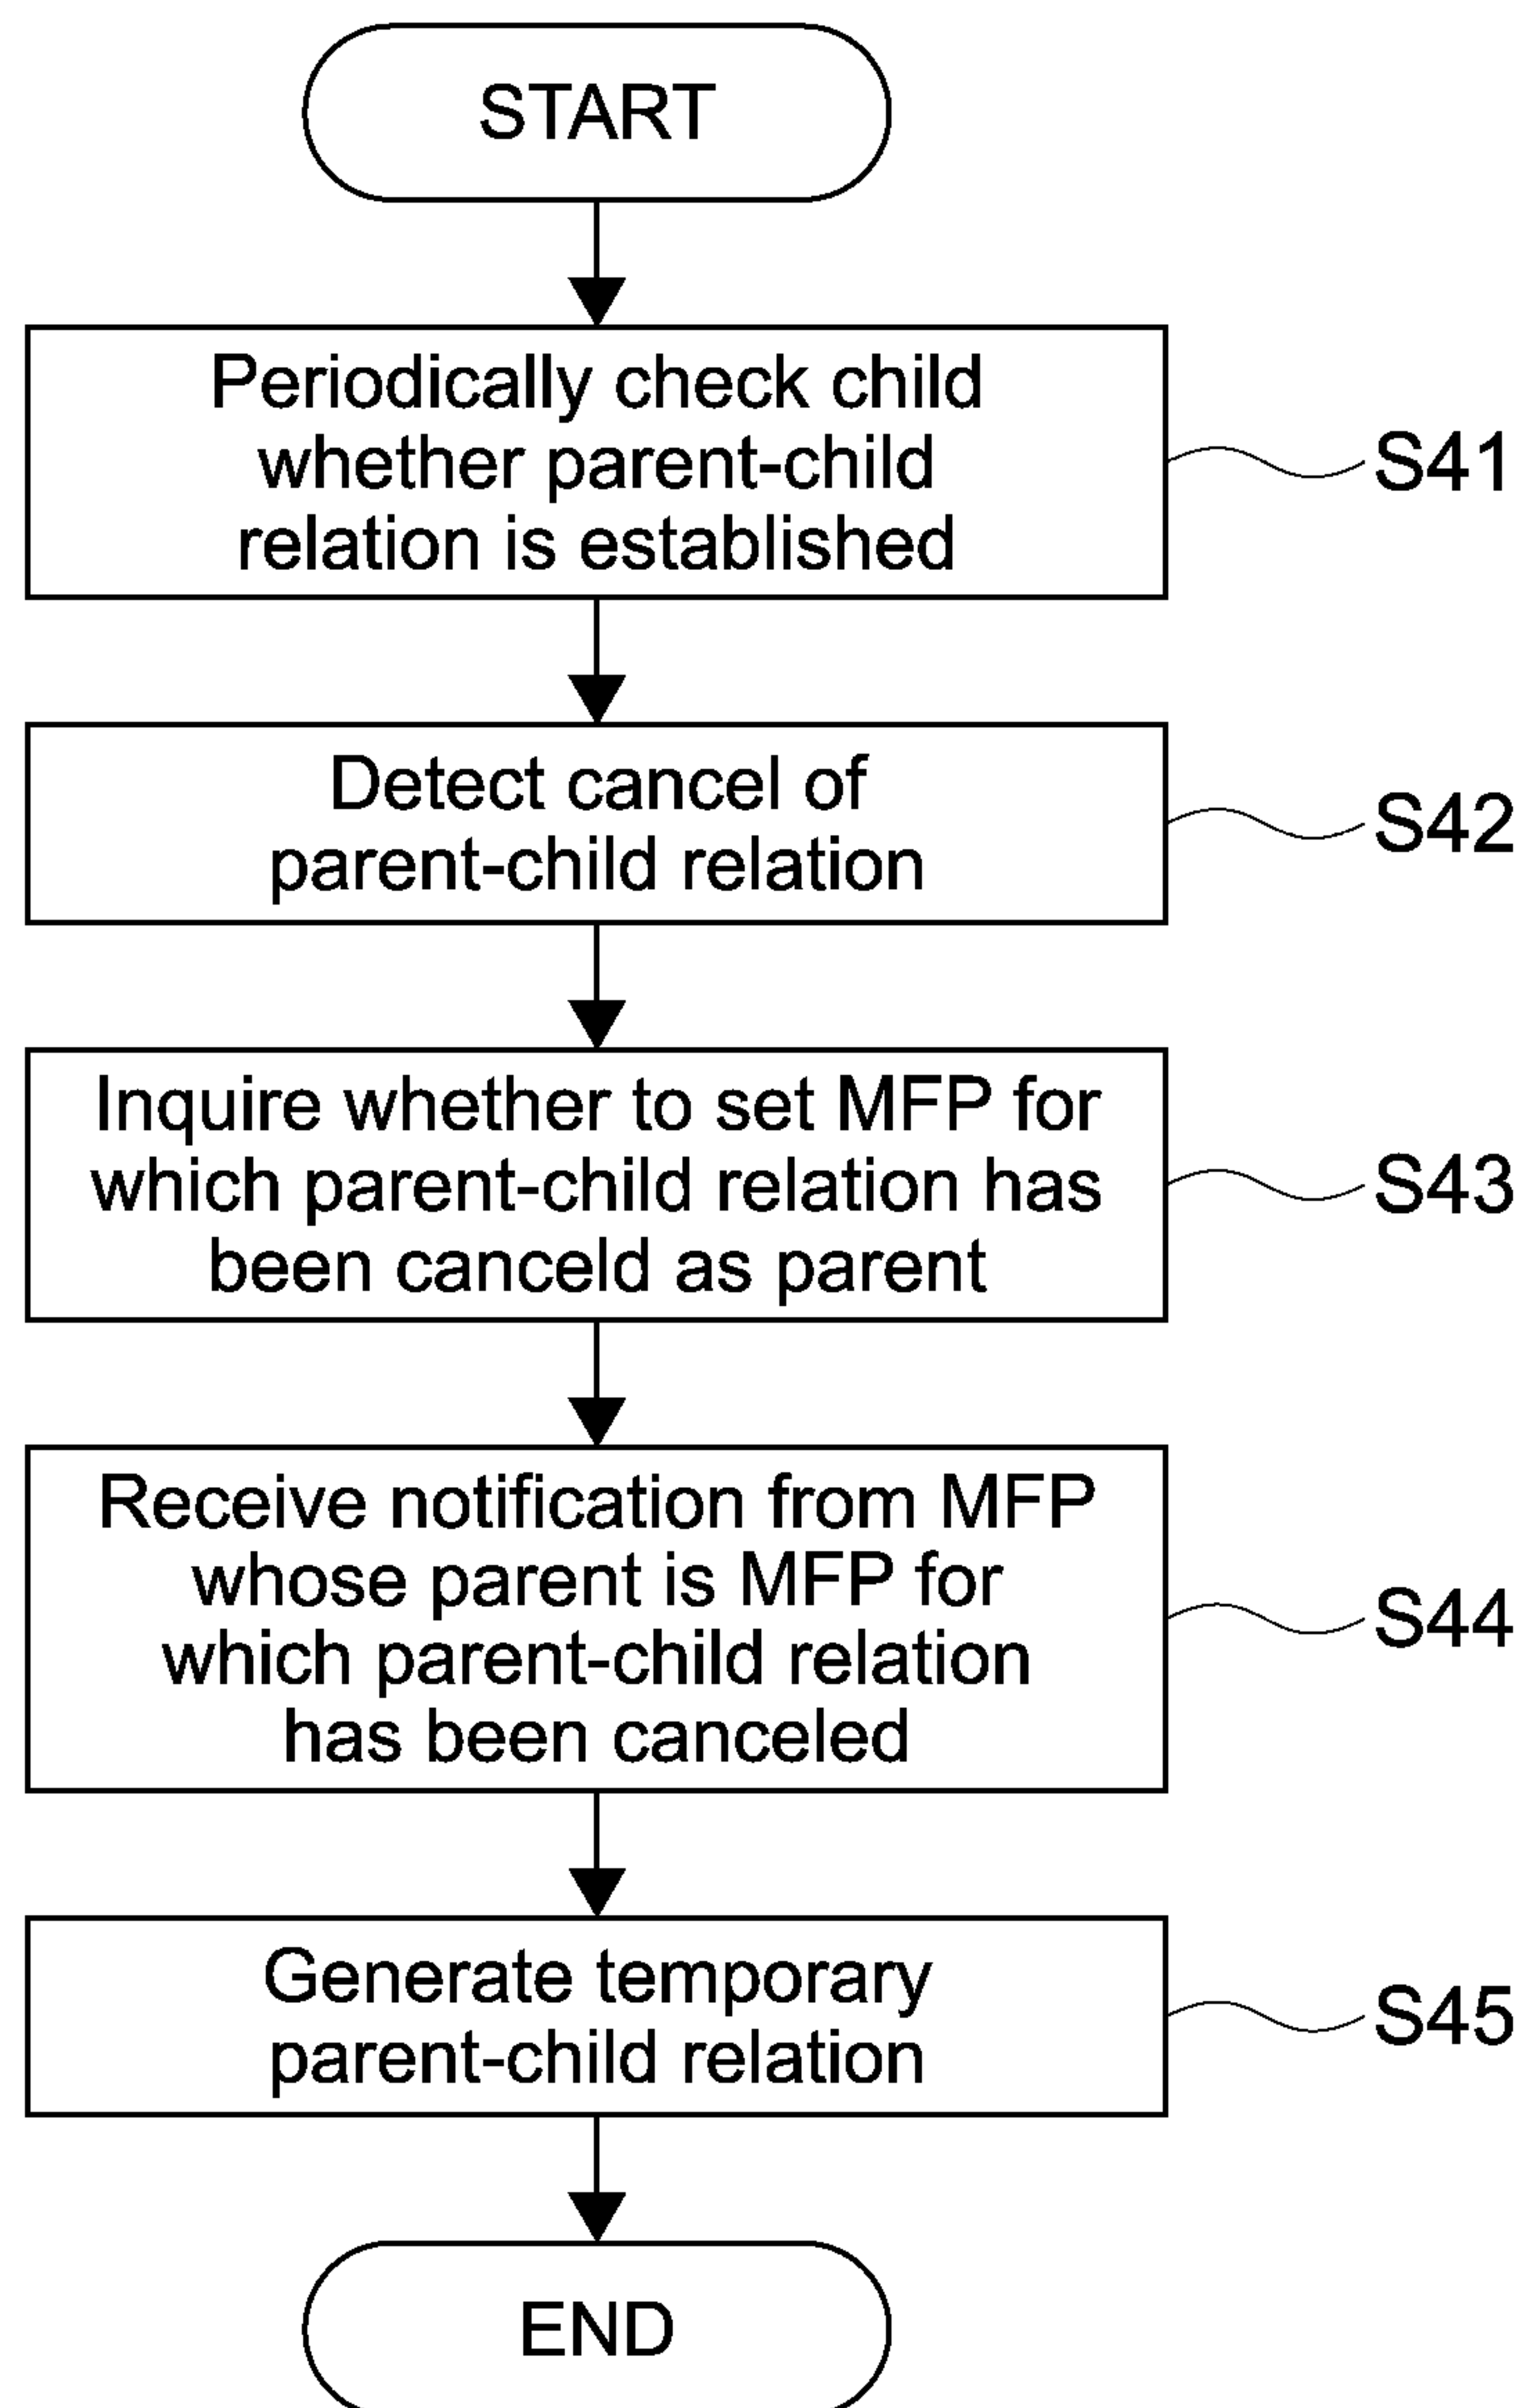 START
Periodically check child
whether parent-child
relation is established
S41
Detect cancel of
parent-child relation
S42
Inquire whether to set MFP for
which parent-child relation has
been canceld as parent
S43
Receive notification from MFP
whose parent is MFP for
which parent-child relation
has been canceled
S44
Generate temporary
parent-child relation
S45
END